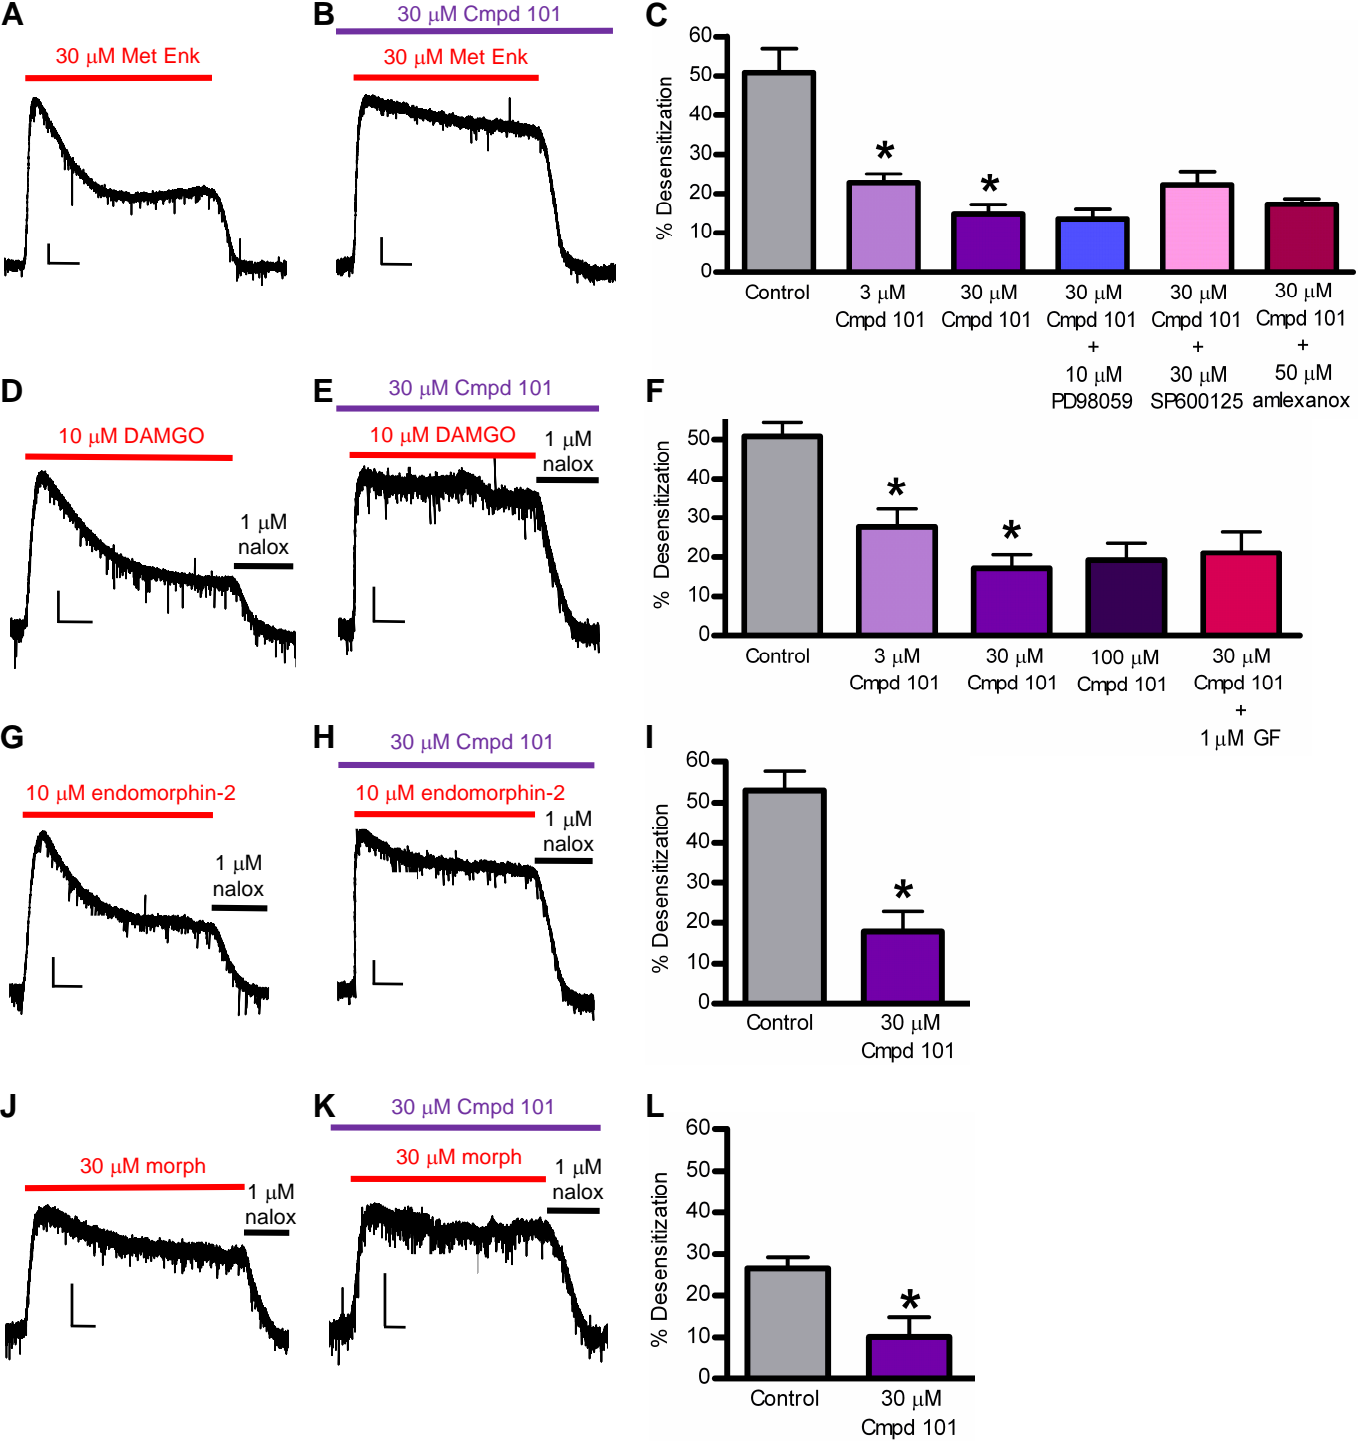 A
30 µM Met Enk
B
30 µM Cmpd 101
30 µM Met Enk
C
% Desensitization
60
50
40
30
20
10
0
Control
3 µM
Cmpd 101
30 µM
Cmpd 101
30 µM
Cmpd 101
+
10 µM
PD98059
30 µM
Cmpd 101
+
30 µM
SP600125
30 µM
Cmpd 101
+
50 µM
amlexanox
*
*
D
10 µM DAMGO
1 µM
nalox
E
30 µM Cmpd 101
10 µM DAMGO
1 µM
nalox
F
% Desensitization
50
40
30
20
10
0
*
*
Control
3 µM
Cmpd 101
30 µM
Cmpd 101
100 µM
Cmpd 101
30 µM
Cmpd 101
+
1 µM GF
G
10 µM endomorphin-2
1 µM
nalox
H
30 µM Cmpd 101
10 µM endomorphin-2
1 µM
nalox
I
% Desensitization
60
50
40
30
20
10
0
*
Control
30 µM
Cmpd 101
J
30 µM morph
1 µM
nalox
K
30 µM Cmpd 101
30 µM morph
1 µM
nalox
L
% Desensitization
60
50
40
30
20
10
0
*
Control
30 µM
Cmpd 101